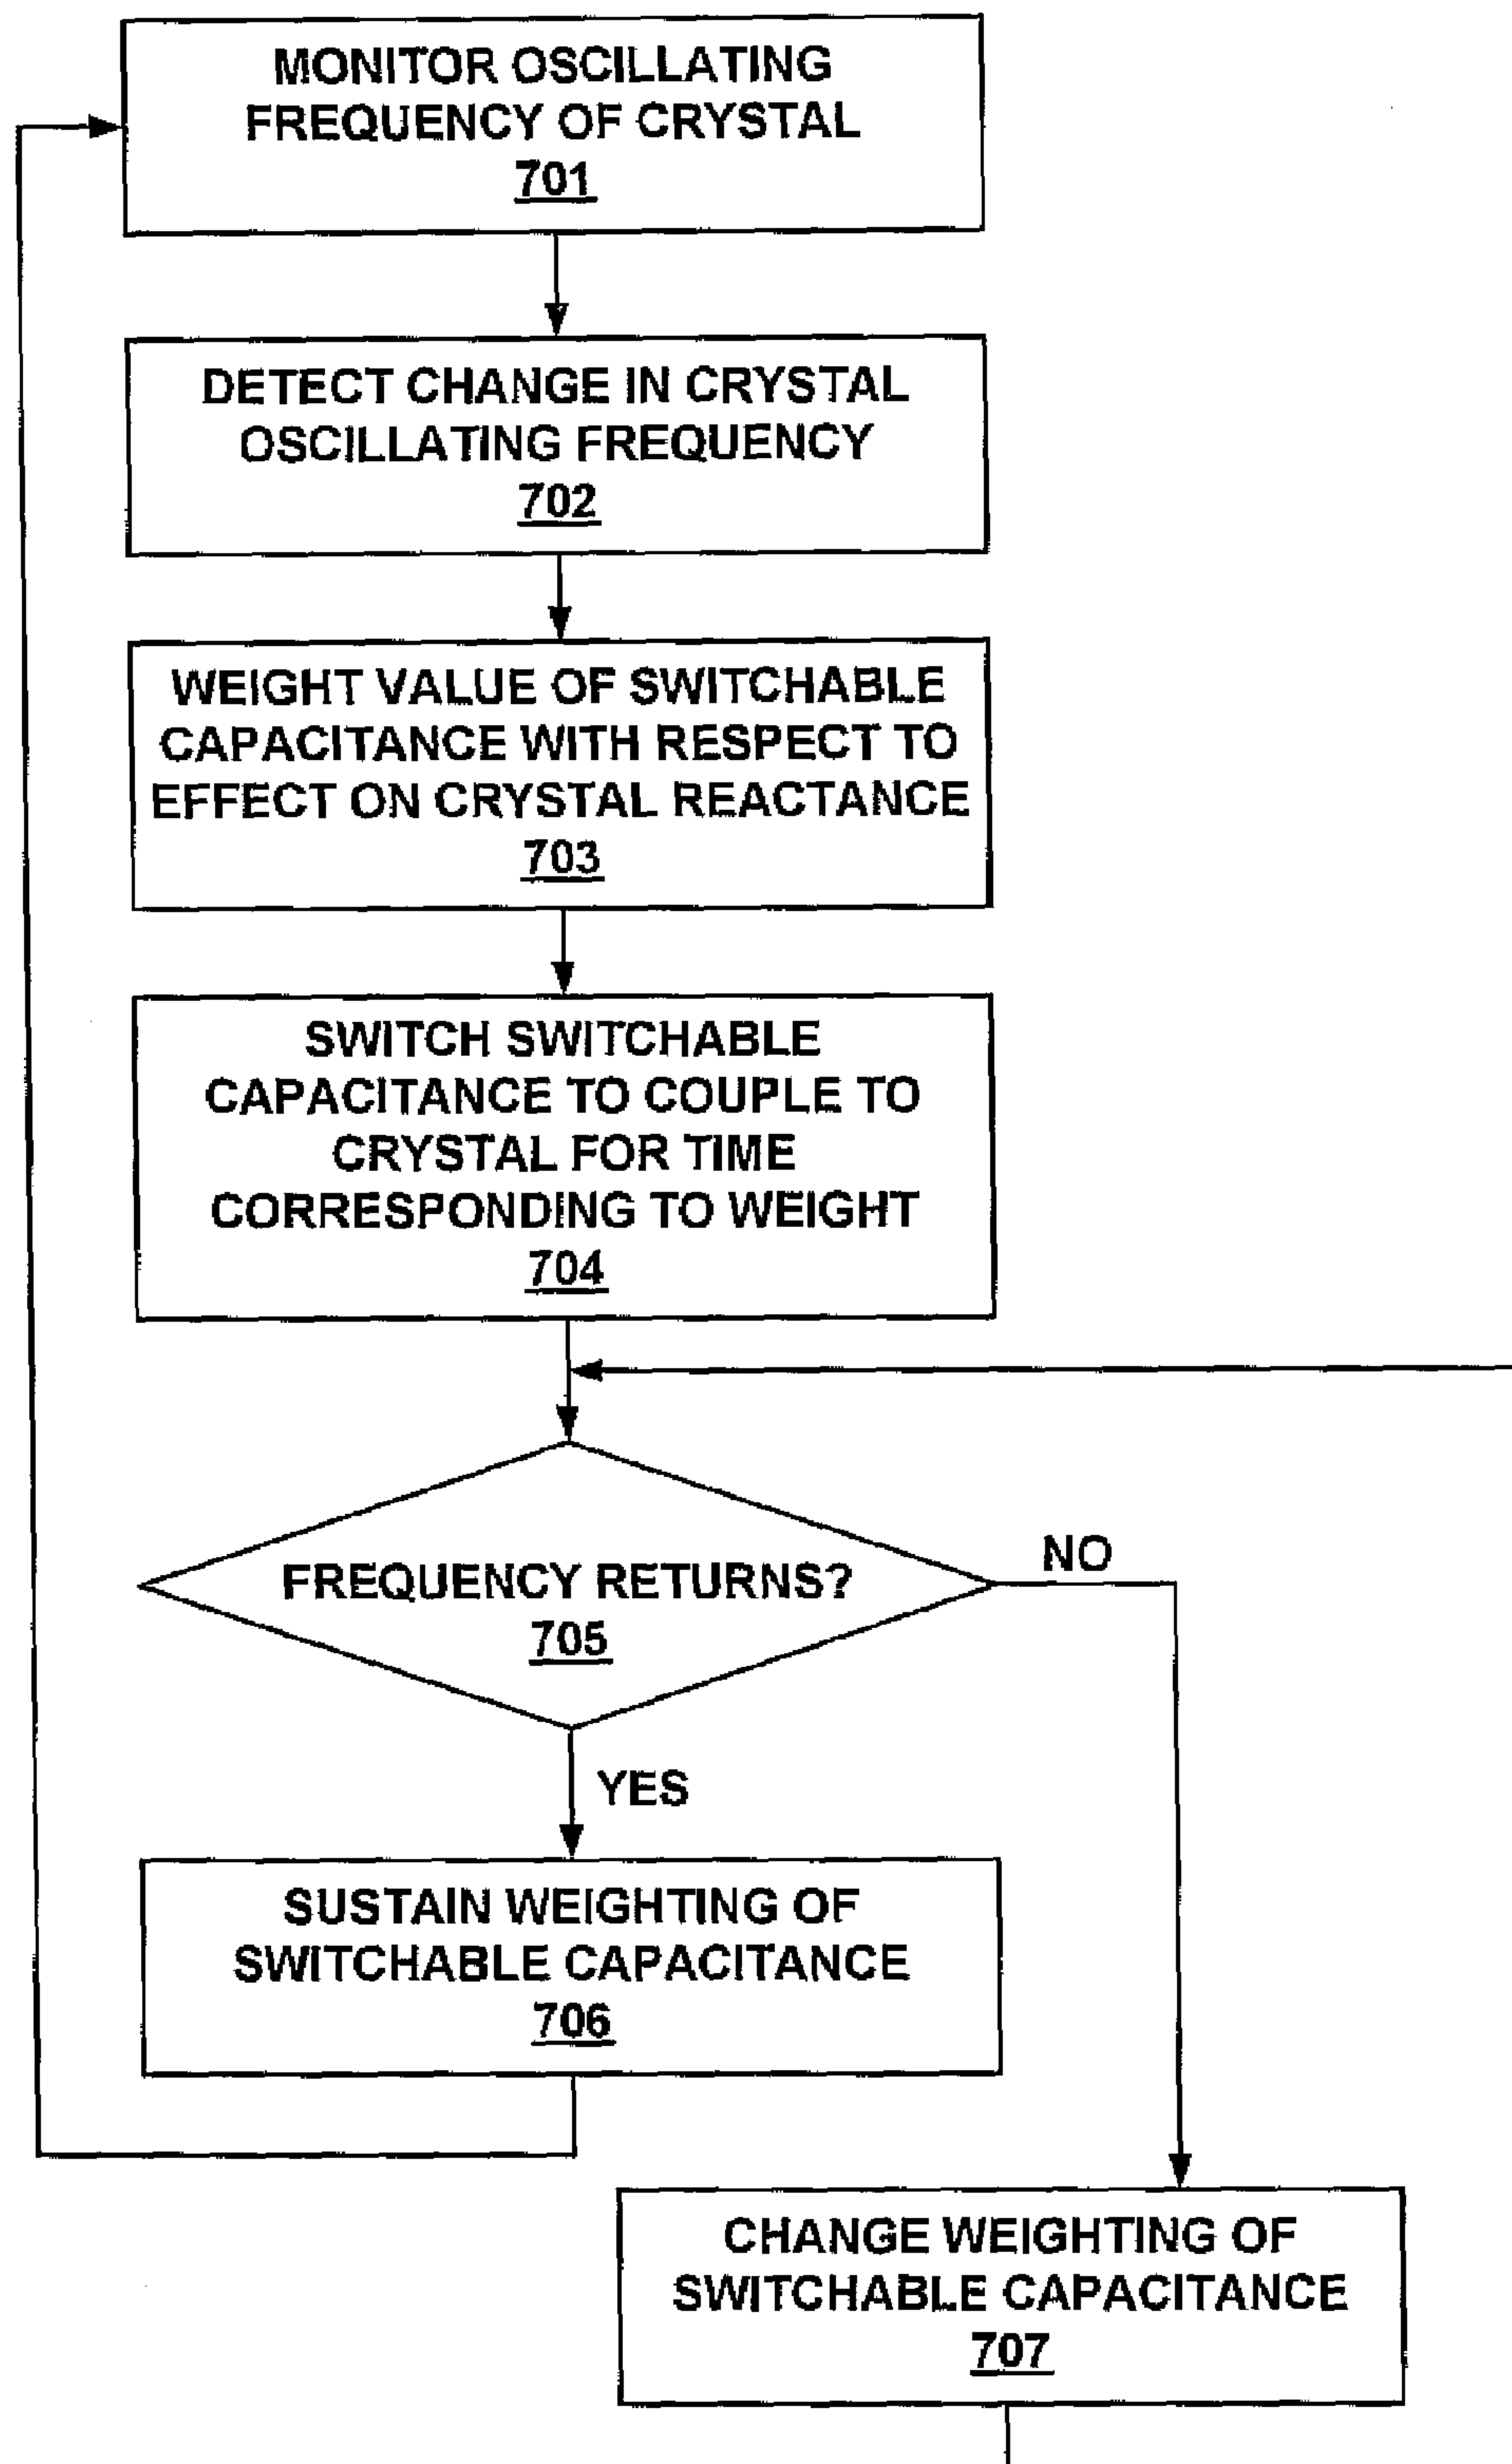 MONITOR OSCILLATING
FREQUENCY OF CRYSTAL
701
DETECT CHANGE IN CRYSTAL
OSCILLATING FREQUENCY
702
WEIGHT VALUE OF SWITCHABLE
CAPACITANCE WITH RESPECT TO
EFFECT ON CRYSTAL REACTANCE
703
SWITCH SWITCHABLE
CAPACITANCE TO COUPLE TO
CRYSTAL FOR TIME
CORRESPONDING TO WEIGHT
704
FREQUENCY RETURNS?
705
NO
YES
SUSTAIN WEIGHTING OF
SWITCHABLE CAPACITANCE
706
CHANGE WEIGHTING OF
SWITCHABLE CAPACITANCE
707